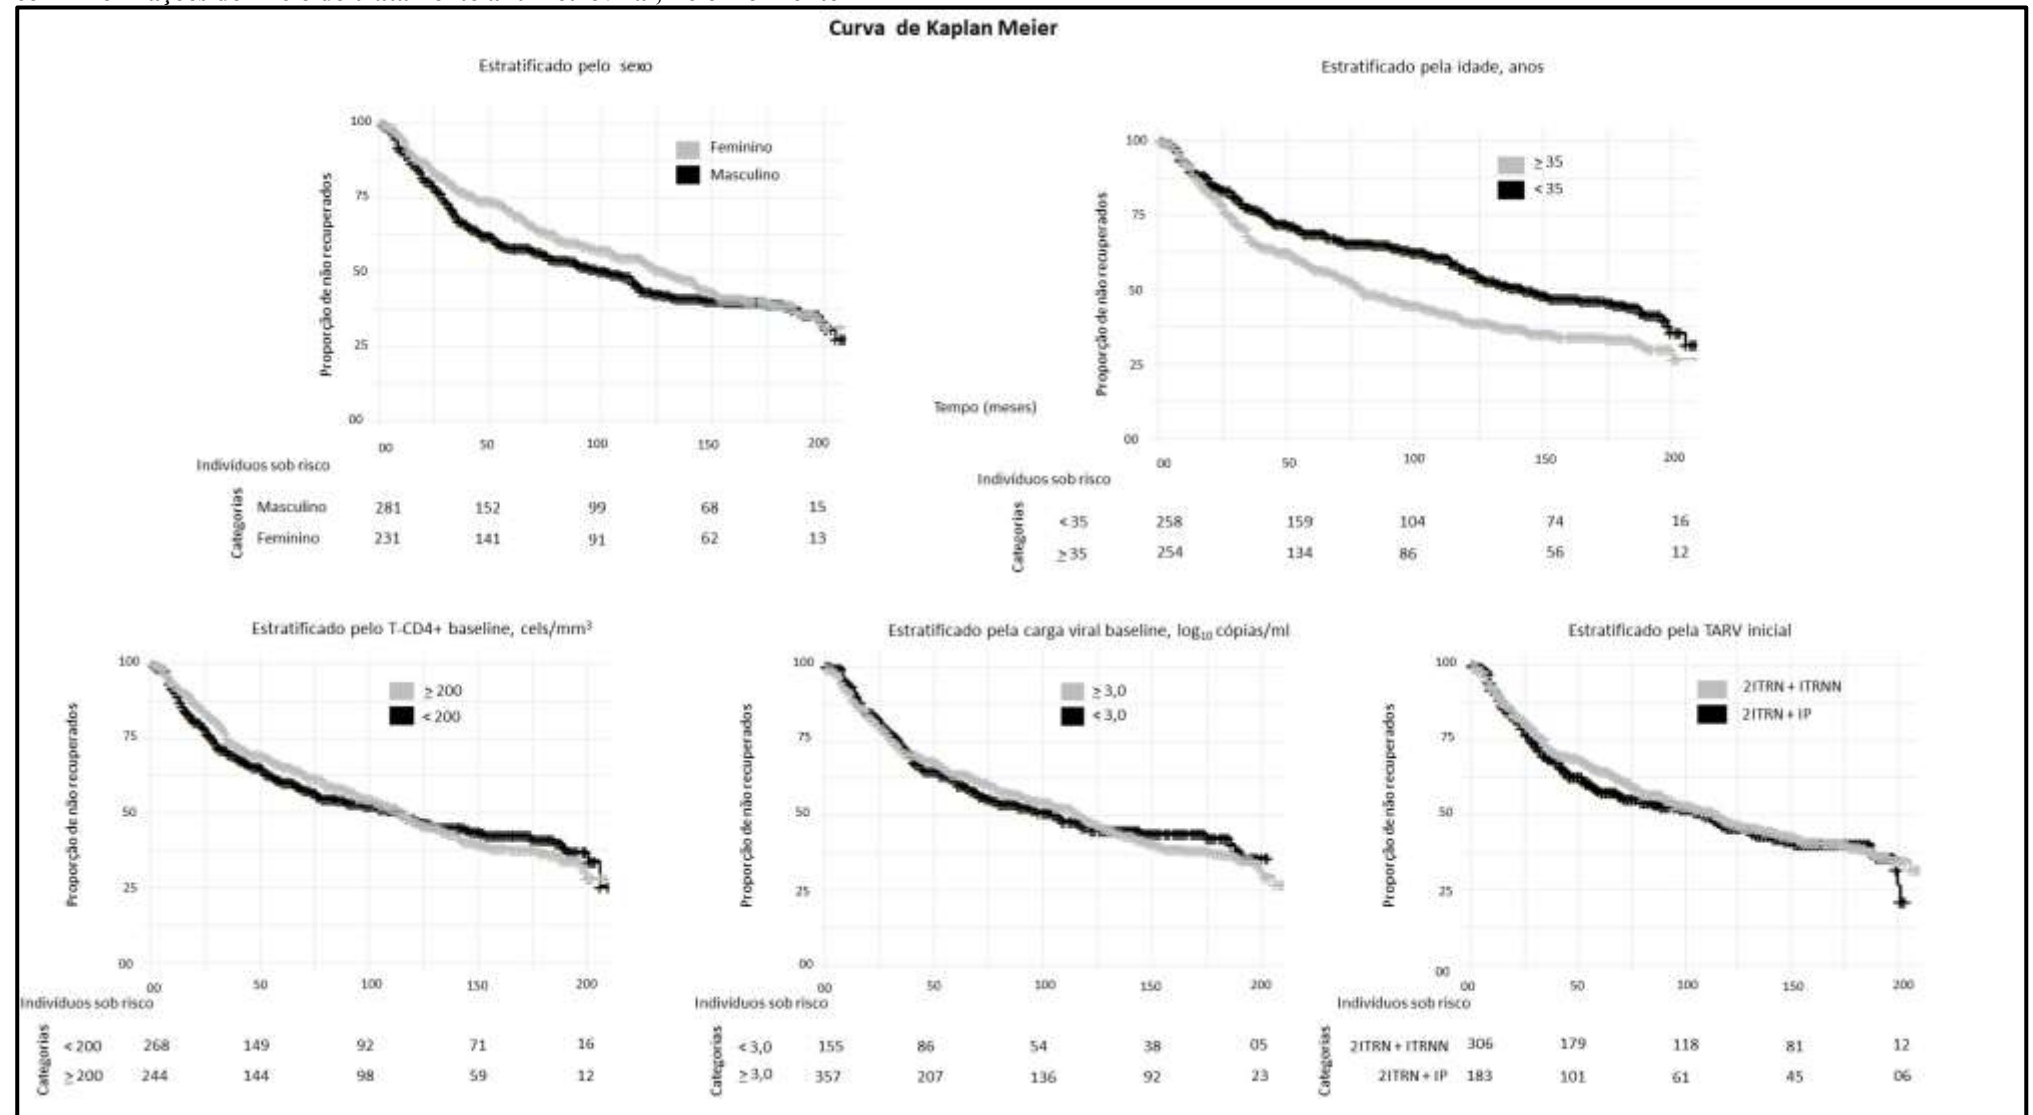 Curva de Kaplan Meier
Estratificado pelo sexo
Proporção de não recuperados
100
75
50
25
00
Feminino
Masculino
00 50 100 150 200
Indivíduos sob risco
Categorias
Masculino 281 152 99 68 15
Feminino 231 141 91 62 13
Tempo (meses)
Estratificado pela idade, anos
Proporção de não recuperados
100
75
50
25
00
≥ 35
< 35
00 50 100 150 200
Indivíduos sob risco
Categorias
< 35 258 159 104 74 16
≥ 35 254 134 86 56 12
Estratificado pelo T-CD4+ baseline, cels/mm³
Proporção de não recuperados
100
75
50
25
00
≥ 200
< 200
00 50 100 150 200
Indivíduos sob risco
Categorias
< 200 268 149 92 71 16
≥ 200 244 144 98 59 12
Estratificado pela carga viral baseline, log₁₀ cópias/ml
Proporção de não recuperados
100
75
50
25
00
≥ 3,0
< 3,0
00 50 100 150 200
Indivíduos sob risco
Categorias
< 3,0 155 86 54 38 05
≥ 3,0 357 207 136 92 23
Estratificado pela TARV inicial
Proporção de não recuperados
100
75
50
25
00
2ITRN + ITRNN
2ITRN + IP
00 50 100 150 200
Indivíduos sob risco
Categorias
2ITRN + ITRNN 306 179 118 81 12
2ITRN + IP 183 101 61 45 06